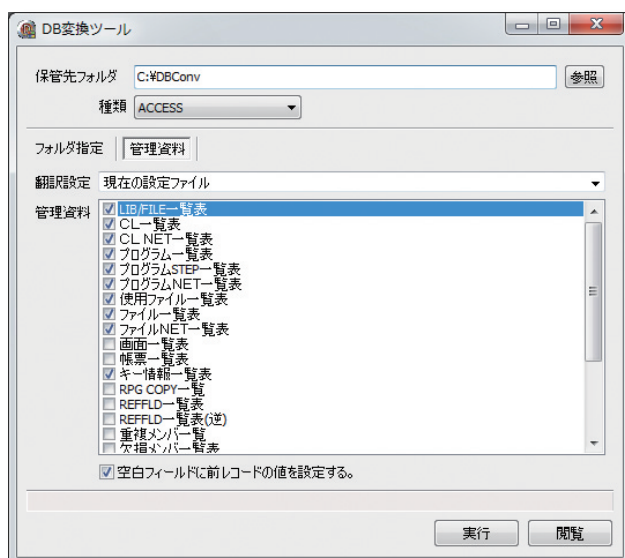 DB変換ツール
保管先フォルダ C:¥DBConv 参照
種類 ACCESS
フォルダ指定 管理資料
翻訳設定 現在の設定ファイル
管理資料 LIB/FILE一覧表
CL一覧表
CL NET一覧表
プログラム一覧表
プログラムSTEP一覧表
プログラムNET一覧表
使用ファイル一覧表
ファイル一覧表
ファイルNET一覧表
画面一覧表
帳票一覧表
キー情報一覧表
RPG COPY一覧
REFFLD一覧表
REFFLD一覧表(逆)
重複メンバ一覧
欠損メンバ一覧表
空白フィールドに前レコードの値を設定する。
実行 閲覧